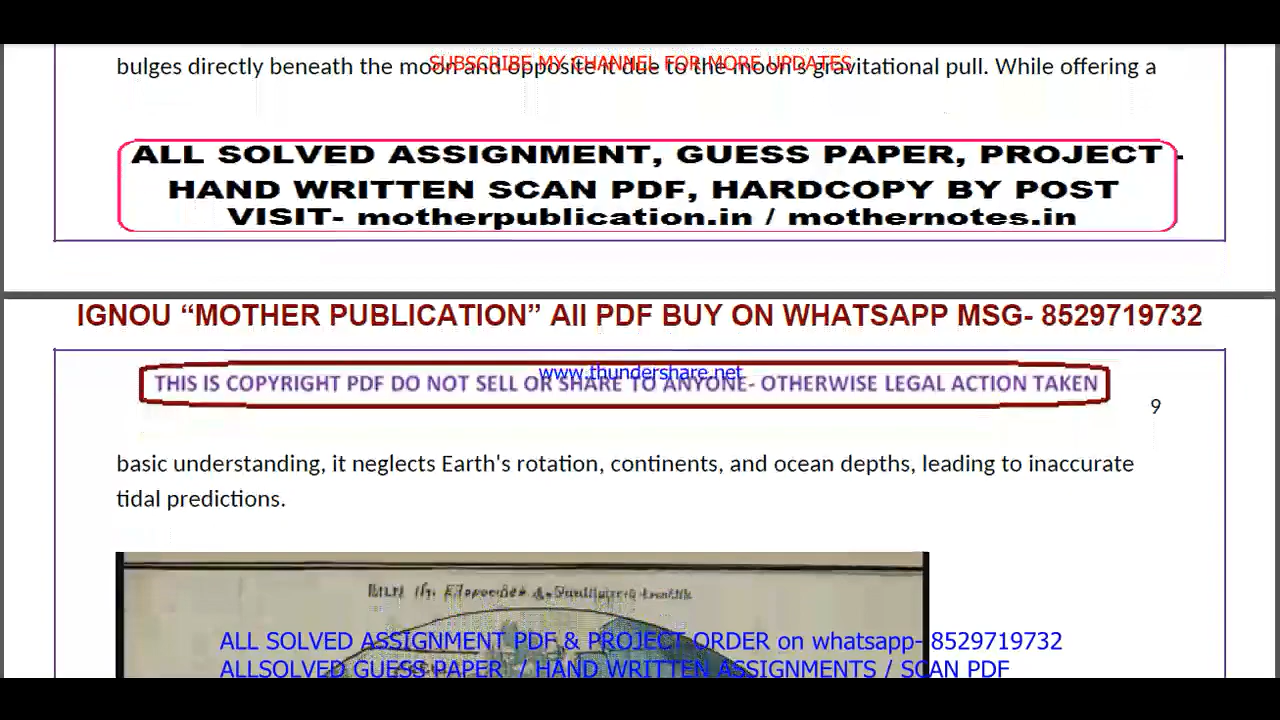 bulges directly beneath the moon and opposite it due to the moon's gravitational pull. While offering a
SUBSCRIBE MY CHANNEL FOR MORE UPDATES
ALL SOLVED ASSIGNMENT, GUESS PAPER, PROJECT -
HAND WRITTEN SCAN PDF, HARDCOPY BY POST
VISIT- motherpublication.in / mothernotes.in
IGNOU “MOTHER PUBLICATION” All PDF BUY ON WHATSAPP MSG- 8529719732
www.thundershare.net
THIS IS COPYRIGHT PDF DO NOT SELL OR SHARE TO ANYONE- OTHERWISE LEGAL ACTION TAKEN
9
basic understanding, it neglects Earth's rotation, continents, and ocean depths, leading to inaccurate
tidal predictions.
ALL SOLVED ASSIGNMENT PDF & PROJECT ORDER on whatsapp- 8529719732
ALLSOLVED GUESS PAPER / HAND WRITTEN ASSIGNMENTS / SCAN PDF